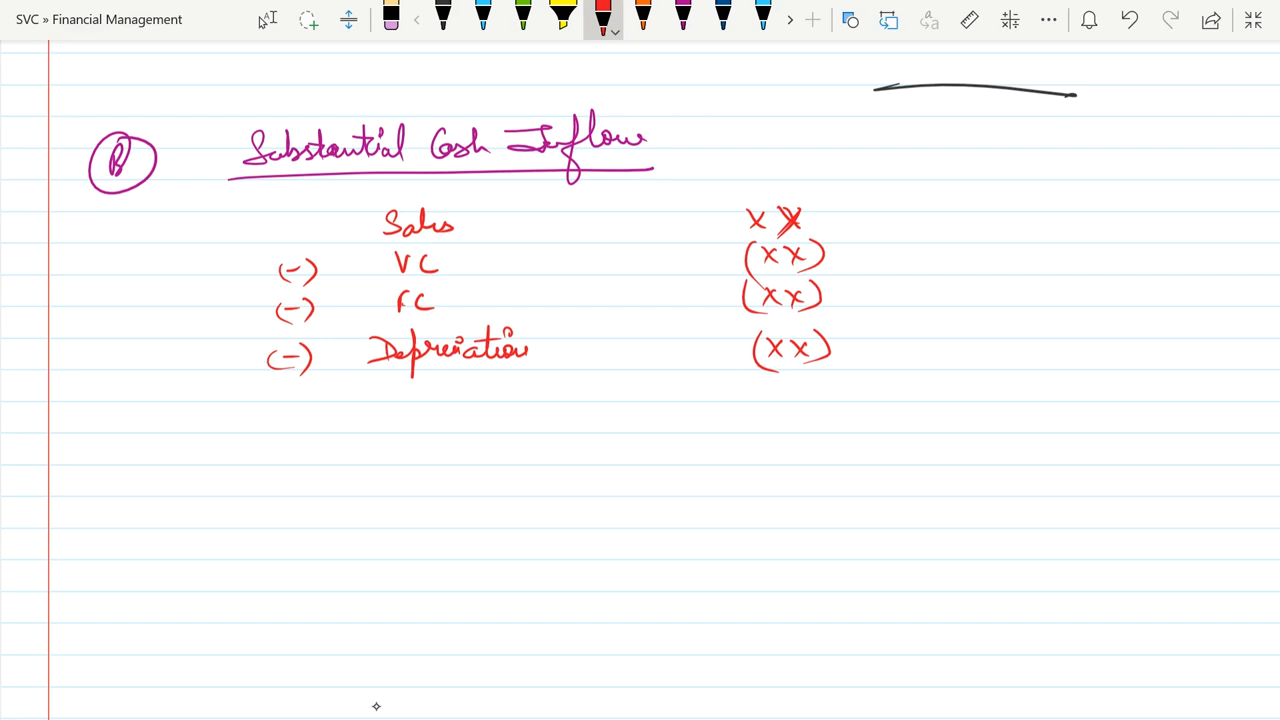 SVC » Financial Management
B Substantial Cash Inflow
Sales XX
(-) VC (XX)
(-) FC (XX)
(-) Depreciation (XX)